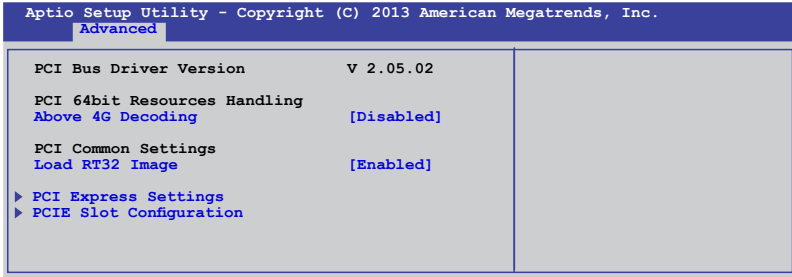 Aptio Setup Utility - Copyright (C) 2013 American Megatrends, Inc.
Advanced
PCI Bus Driver Version V 2.05.02
PCI 64bit Resources Handling
Above 4G Decoding [Disabled]
PCI Common Settings
Load RT32 Image [Enabled]
PCI Express Settings
PCIE Slot Configuration